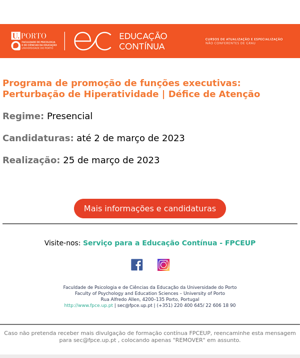 U.PORTO
FACULDADE DE PSICOLOGIA
E DE CIÊNCIAS DA EDUCAÇÃO
UNIVERSIDADE DO PORTO
ec EDUCAÇÃO
CONTÍNUA
CURSOS DE ATUALIZAÇÃO E ESPECIALIZAÇÃO
NÃO CONFERENTES DE GRAU
Programa de promoção de funções executivas:
Perturbação de Hiperatividade | Défice de Atenção
Regime: Presencial
Candidaturas: até 2 de março de 2023
Realização: 25 de março de 2023
Mais informações e candidaturas
Visite-nos: Serviço para a Educação Contínua - FPCEUP
Faculdade de Psicologia e de Ciências da Educação da Universidade do Porto
Faculty of Psychology and Education Sciences - University of Porto
Rua Alfredo Allen, 4200–135 Porto, Portugal
http://www.fpce.up.pt | sec@fpce.up.pt | (+351) 220 400 645/ 22 606 18 90
Caso não pretenda receber mais divulgação de formação contínua FPCEUP, reencaminhe esta mensagem
para sec@fpce.up.pt , colocando apenas "REMOVER" em assunto.